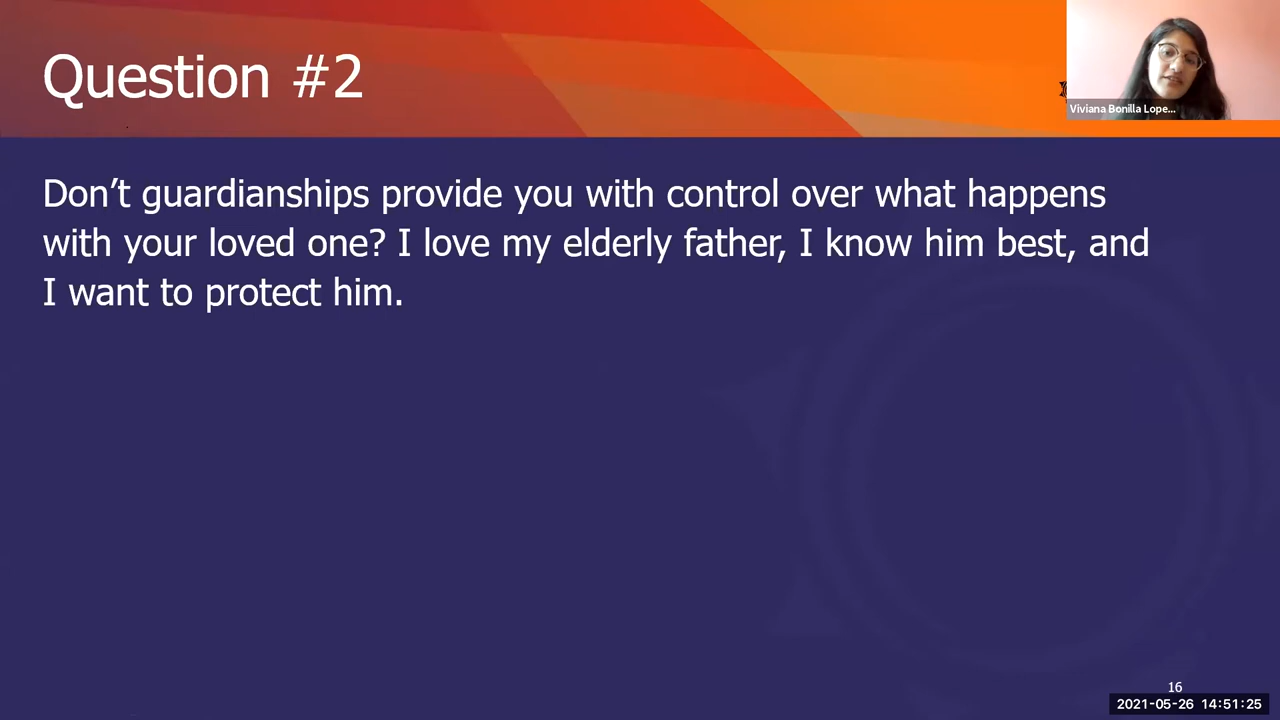 Question #2
Viviana Bonilla Lope...
Don’t guardianships provide you with control over what happens
with your loved one? I love my elderly father, I know him best, and
I want to protect him.
16
2021-05-26 14:51:25